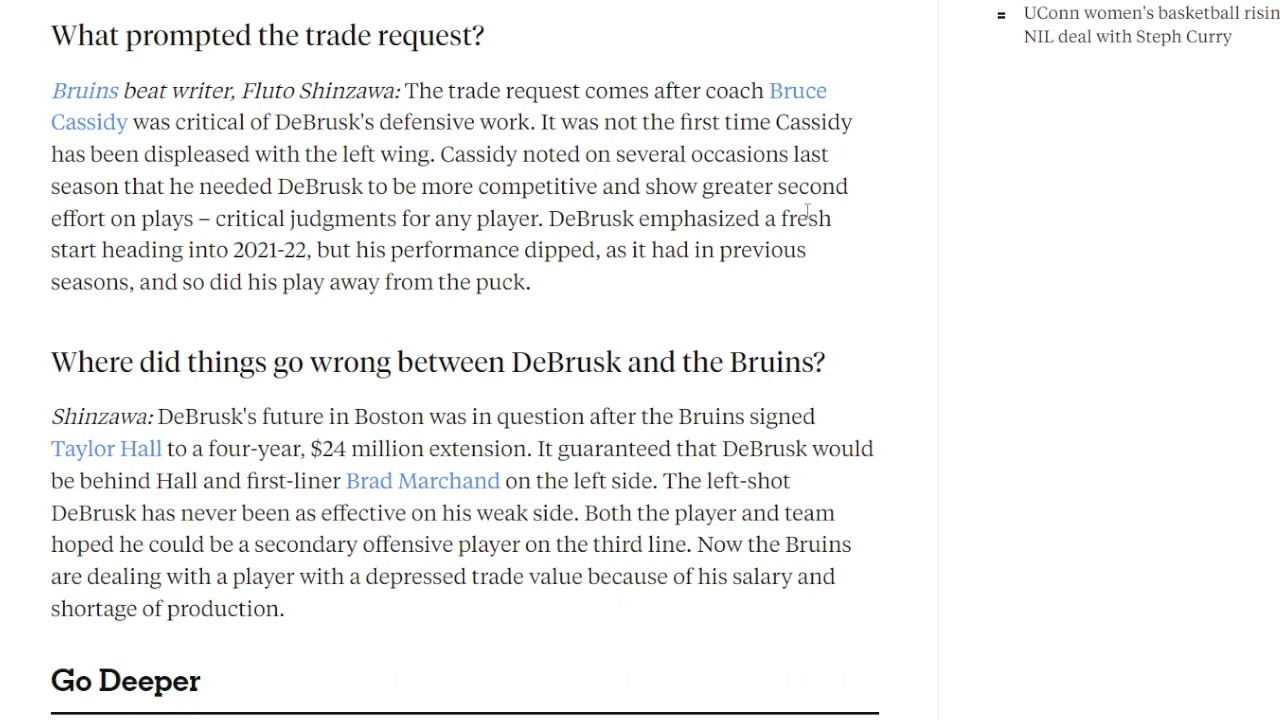 What prompted the trade request?
Bruins beat writer, Fluto Shinzawa: The trade request comes after coach Bruce
Cassidy was critical of DeBrusk's defensive work. It was not the first time Cassidy
has been displeased with the left wing. Cassidy noted on several occasions last
season that he needed DeBrusk to be more competitive and show greater second
effort on plays – critical judgments for any player. DeBrusk emphasized a fresh
start heading into 2021-22, but his performance dipped, as it had in previous
seasons, and so did his play away from the puck.
Where did things go wrong between DeBrusk and the Bruins?
Shinzawa: DeBrusk's future in Boston was in question after the Bruins signed
Taylor Hall to a four-year, $24 million extension. It guaranteed that DeBrusk would
be behind Hall and first-liner Brad Marchand on the left side. The left-shot
DeBrusk has never been as effective on his weak side. Both the player and team
hoped he could be a secondary offensive player on the third line. Now the Bruins
are dealing with a player with a depressed trade value because of his salary and
shortage of production.
Go Deeper
UConn women's basketball risin
NIL deal with Steph Curry